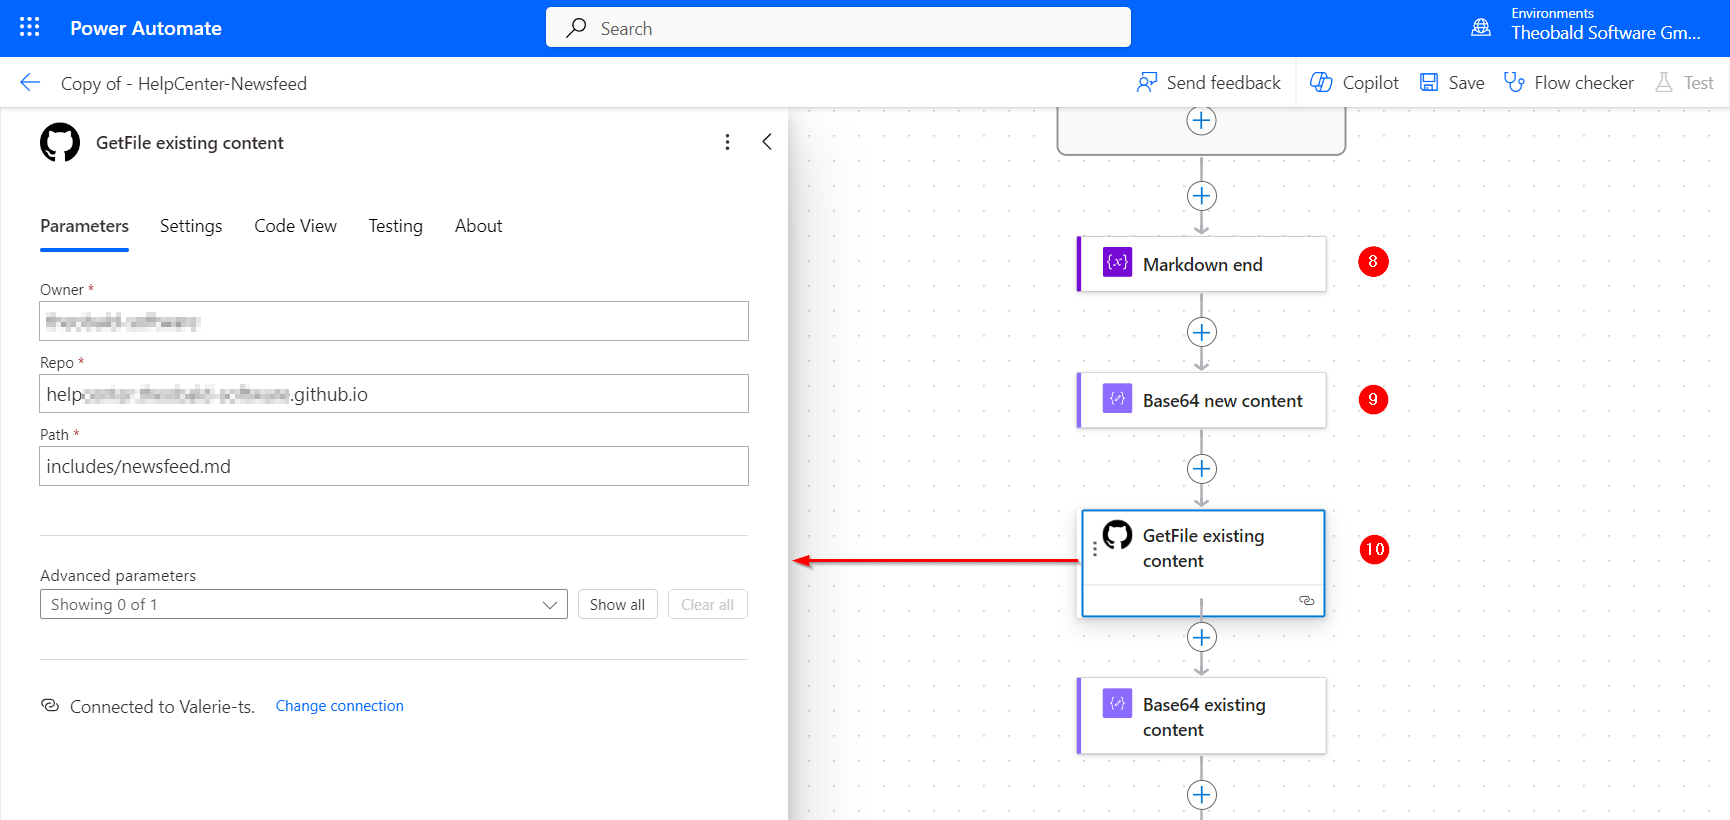 Power Automate
Search
Environments
Theobald Software Gm...
Copy of - HelpCenter-Newsfeed
Send feedback
Copilot
Save
Flow checker
Test
GetFile existing content
Parameters
Settings
Code View
Testing
About
Owner *
Repo *
help
.github.io
Path *
includes/newsfeed.md
Advanced parameters
Showing 0 of 1
Show all
Clear all
Connected to Valerie-ts.
Change connection
{x}
Markdown end
8
Base64 new content
9
GetFile existing
content
10
Base64 existing
content